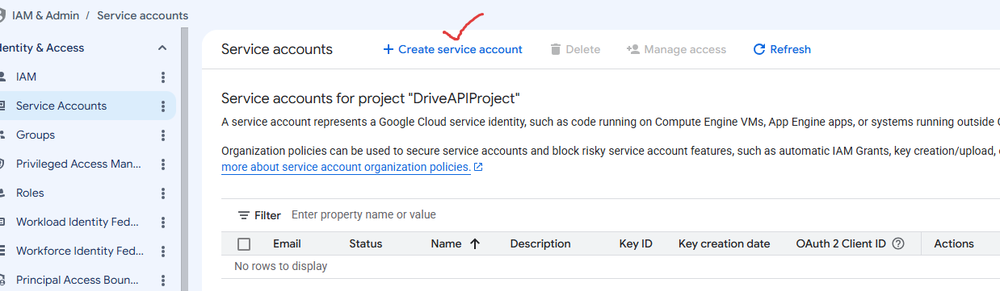 IAM & Admin / Service accounts
Identity & Access
IAM
Service Accounts
Groups
Privileged Access Man...
Roles
Workload Identity Fed...
Workforce Identity Fed...
Principal Access Boun...
Service accounts + Create service account Delete Manage access Refresh
Service accounts for project "DriveAPIProject"
A service account represents a Google Cloud service identity, such as code running on Compute Engine VMs, App Engine apps, or systems running outside
Organization policies can be used to secure service accounts and block risky service account features, such as automatic IAM Grants, key creation/upload,
more about service account organization policies.
Filter Enter property name or value
Email Status Name Description Key ID Key creation date OAuth 2 Client ID Actions
No rows to display